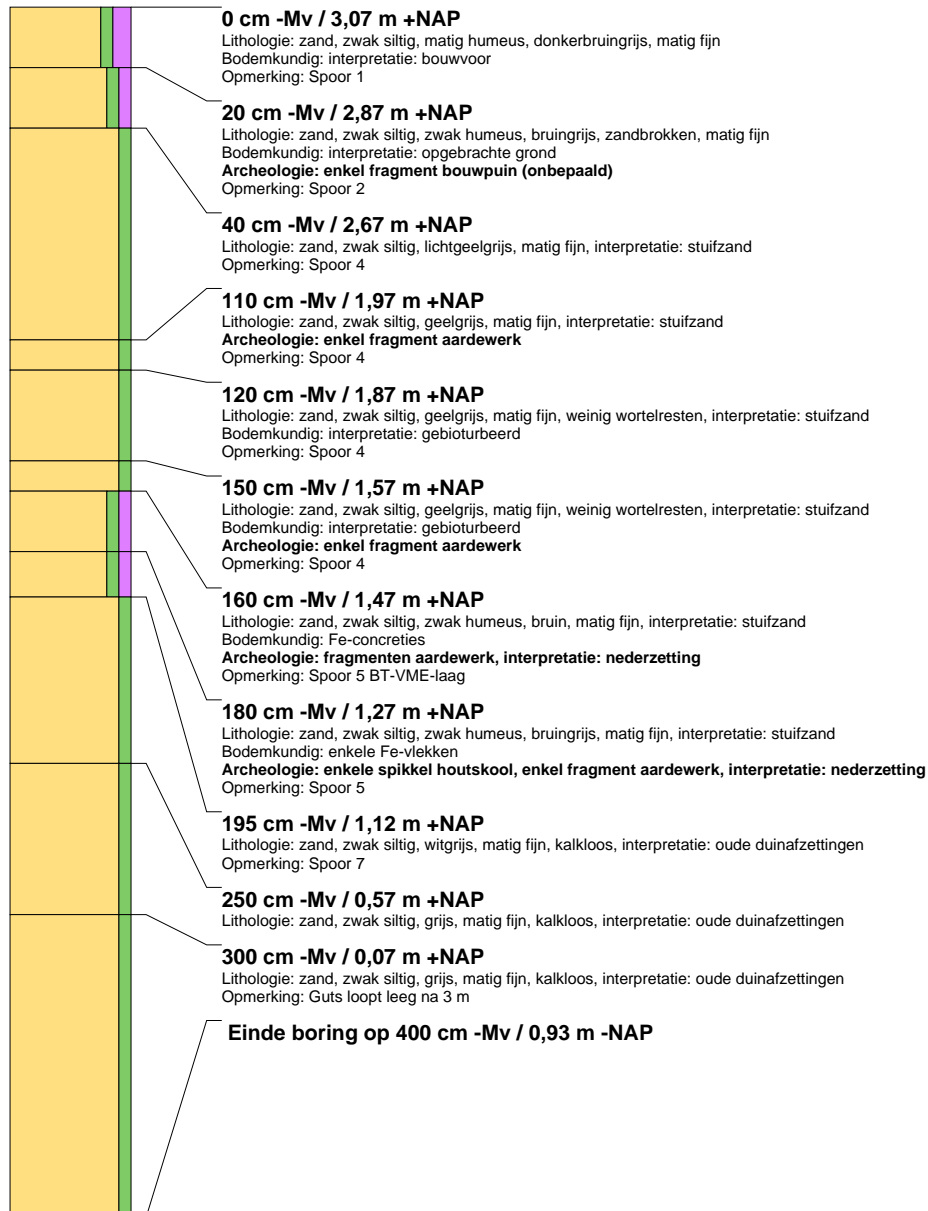 0 cm -Mv / 3,07 m +NAP
Lithologie: zand, zwak siltig, matig humeus, donkerbruingrijs, matig fijn
Bodemkundig: interpretatie: bouwvoor
Opmerking: Spoor 1
20 cm -Mv / 2,87 m +NAP
Lithologie: zand, zwak siltig, zwak humeus, bruingrijs, zandbrokken, matig fijn
Bodemkundig: interpretatie: opgebrachte grond
Archeologie: enkel fragment bouwpuin (onbepaald)
Opmerking: Spoor 2
40 cm -Mv / 2,67 m +NAP
Lithologie: zand, zwak siltig, lichtgeelgrijs, matig fijn, interpretatie: stuifzand
Opmerking: Spoor 4
110 cm -Mv / 1,97 m +NAP
Lithologie: zand, zwak siltig, geelgrijs, matig fijn, interpretatie: stuifzand
Archeologie: enkel fragment aardewerk
Opmerking: Spoor 4
120 cm -Mv / 1,87 m +NAP
Lithologie: zand, zwak siltig, geelgrijs, matig fijn, weinig wortelresten, interpretatie: stuifzand
Bodemkundig: interpretatie: gebioturbeerd
Opmerking: Spoor 4
150 cm -Mv / 1,57 m +NAP
Lithologie: zand, zwak siltig, geelgrijs, matig fijn, weinig wortelresten, interpretatie: stuifzand
Bodemkundig: interpretatie: gebioturbeerd
Archeologie: enkel fragment aardewerk
Opmerking: Spoor 4
160 cm -Mv / 1,47 m +NAP
Lithologie: zand, zwak siltig, zwak humeus, bruin, matig fijn, interpretatie: stuifzand
Bodemkundig: Fe-concreties
Archeologie: fragmenten aardewerk, interpretatie: nederzetting
Opmerking: Spoor 5 BT-VME-laag
180 cm -Mv / 1,27 m +NAP
Lithologie: zand, zwak siltig, zwak humeus, bruingrijs, matig fijn, interpretatie: stuifzand
Bodemkundig: enkele Fe-vlekken
Archeologie: enkele spikkel houtskool, enkel fragment aardewerk, interpretatie: nederzetting
Opmerking: Spoor 5
195 cm -Mv / 1,12 m +NAP
Lithologie: zand, zwak siltig, witgrijs, matig fijn, kalkloos, interpretatie: oude duinafzettingen
Opmerking: Spoor 7
250 cm -Mv / 0,57 m +NAP
Lithologie: zand, zwak siltig, grijs, matig fijn, kalkloos, interpretatie: oude duinafzettingen
300 cm -Mv / 0,07 m +NAP
Lithologie: zand, zwak siltig, grijs, matig fijn, kalkloos, interpretatie: oude duinafzettingen
Opmerking: Guts loopt leeg na 3 m
Einde boring op 400 cm -Mv / 0,93 m -NAP